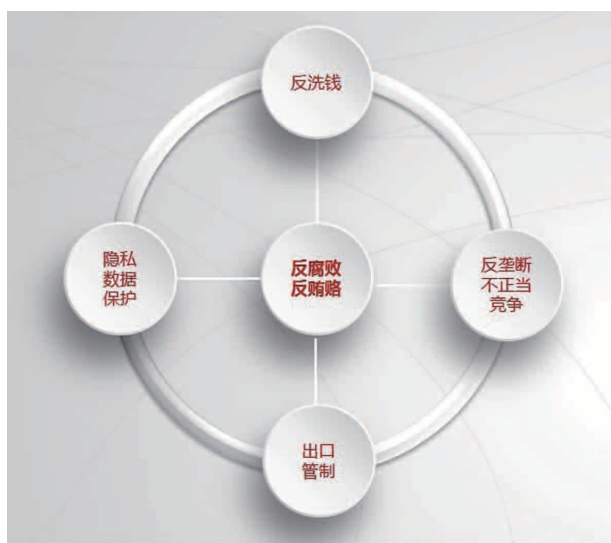 反洗钱
隐私
数据
保护
反腐败
反贿赂
反垄断
不正当
竞争
出口
管制